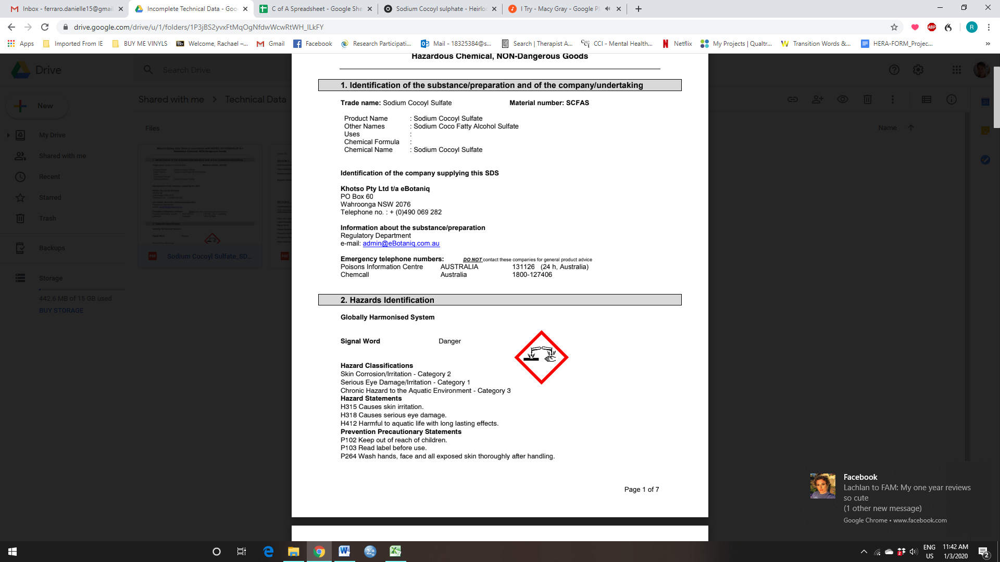 Inbox - ferraro.danielle15@gmail
Incomplete Technical Data - Goo
C of A Spreadsheet - Google She
Sodium Cocoyl sulphate - Heirlo
I Try - Macy Gray - Google Pl
drive.google.com/drive/u/1/folders/1P3jBS2yvxFtMqOgNfdwWcwRtWH_ILkFY
ABP
R
Apps
Imported From IE
BUY ME VINYLS
Bb Welcome, Rachael –...
Gmail
Facebook
Research Participati...
Mail - 18325384@s...
Search | Therapist A...
CCI - Mental Health...
Netflix
My Projects | Qualtr...
Transition Words &...
HERA-FORM_Projec...
»
Drive
Search Drive
Shared with me > Technical Data
New
Files
Name
My Drive
Shared with me
Recent
Starred
Trash
Backups
Storage
442.6 MB of 15 GB used
BUY STORAGE
PDF Sodium Cocoyl Sulfate_SD...
PDF
Hazardous Chemical, NON-Dangerous Goods
1. Identification of the substance/preparation and of the company/undertaking
Trade name: Sodium Cocoyl Sulfate Material number: SCFAS
Product Name : Sodium Cocoyl Sulfate
Other Names : Sodium Coco Fatty Alcohol Sulfate
Uses :
Chemical Formula :
Chemical Name : Sodium Cocoyl Sulfate
Identification of the company supplying this SDS
Khotso Pty Ltd t/a eBotaniq
PO Box 60
Wahroonga NSW 2076
Telephone no. : + (0)490 069 282
Information about the substance/preparation
Regulatory Department
e-mail: admin@eBotaniq.com.au
Emergency telephone numbers: DO NOT contact these companies for general product advice
Poisons Information Centre AUSTRALIA 131126 (24 h, Australia)
Chemcall Australia 1800-127406
2. Hazards Identification
Globally Harmonised System
Signal Word Danger
Hazard Classifications
Skin Corrosion/Irritation - Category 2
Serious Eye Damage/Irritation - Category 1
Chronic Hazard to the Aquatic Environment - Category 3
Hazard Statements
H315 Causes skin irritation.
H318 Causes serious eye damage.
H412 Harmful to aquatic life with long lasting effects.
Prevention Precautionary Statements
P102 Keep out of reach of children.
P103 Read label before use.
P264 Wash hands, face and all exposed skin thoroughly after handling.
Page 1 of 7
Facebook
Lachlan to FAM: My one year reviews
so cute
(1 other new message)
Google Chrome • www.facebook.com
ENG
US
11:42 AM
1/3/2020
2